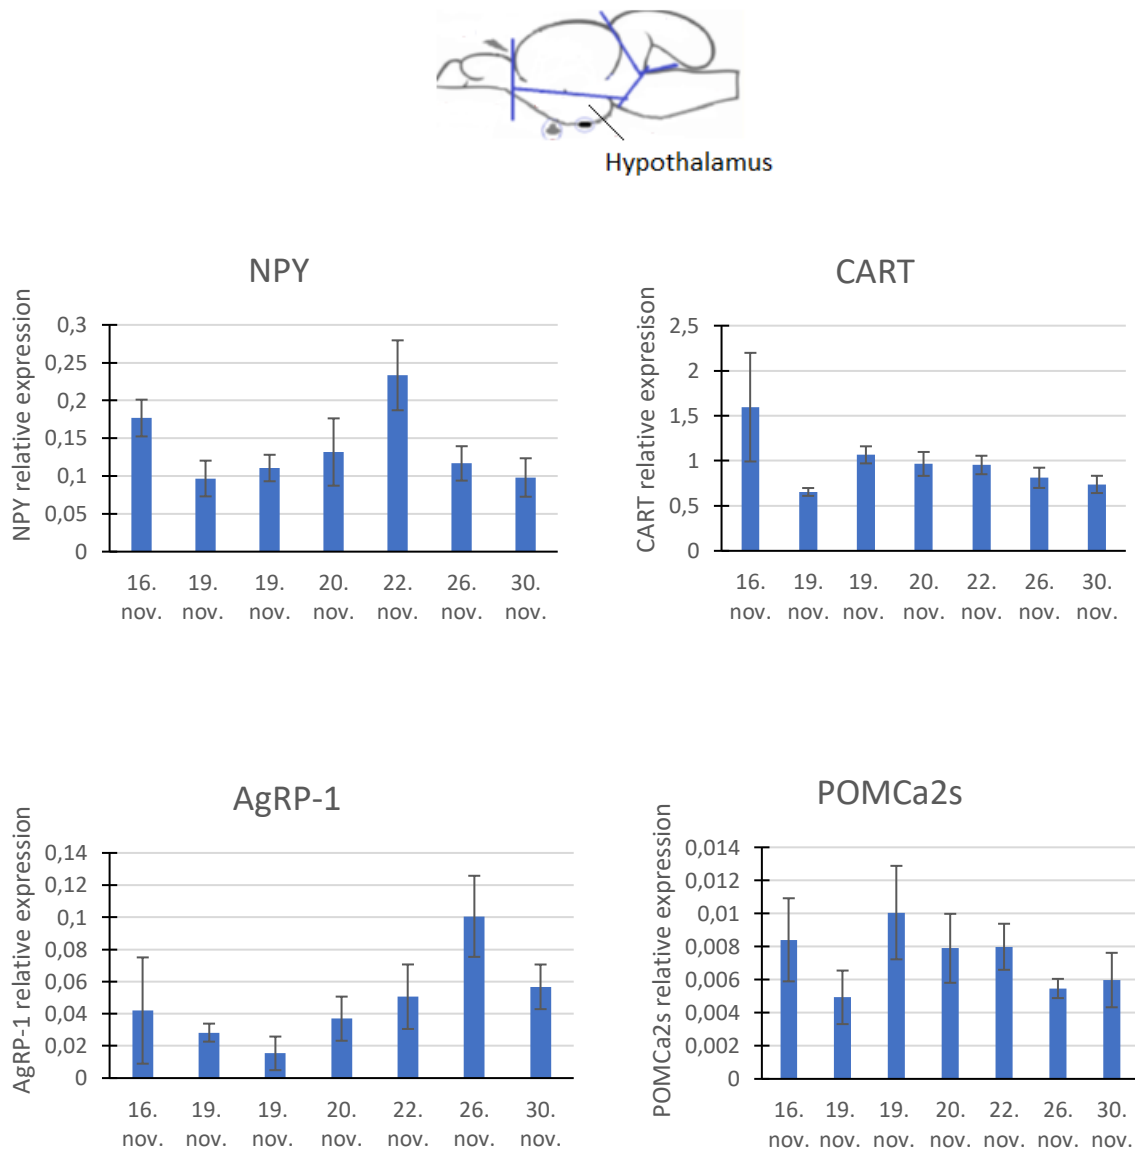 Hypothalamus
NPY
NPY relative expression
0,3
0,25
0,2
0,15
0,1
0,05
0
16. 19. 19. 20. 22. 26. 30.
nov. nov. nov. nov. nov. nov. nov.
CART
CART relative expresison
2,5
2
1,5
1
0,5
0
16. 19. 19. 20. 22. 26. 30.
nov. nov. nov. nov. nov. nov. nov.
AgRP-1
AgRP-1 relative expression
0,14
0,12
0,1
0,08
0,06
0,04
0,02
0
16. 19. 19. 20. 22. 26. 30.
nov. nov. nov. nov. nov. nov. nov.
POMCa2s
POMCa2s relative expression
0,014
0,012
0,01
0,008
0,006
0,004
0,002
0
16. 19. 19. 20. 22. 26. 30.
nov. nov. nov. nov. nov. nov. nov.